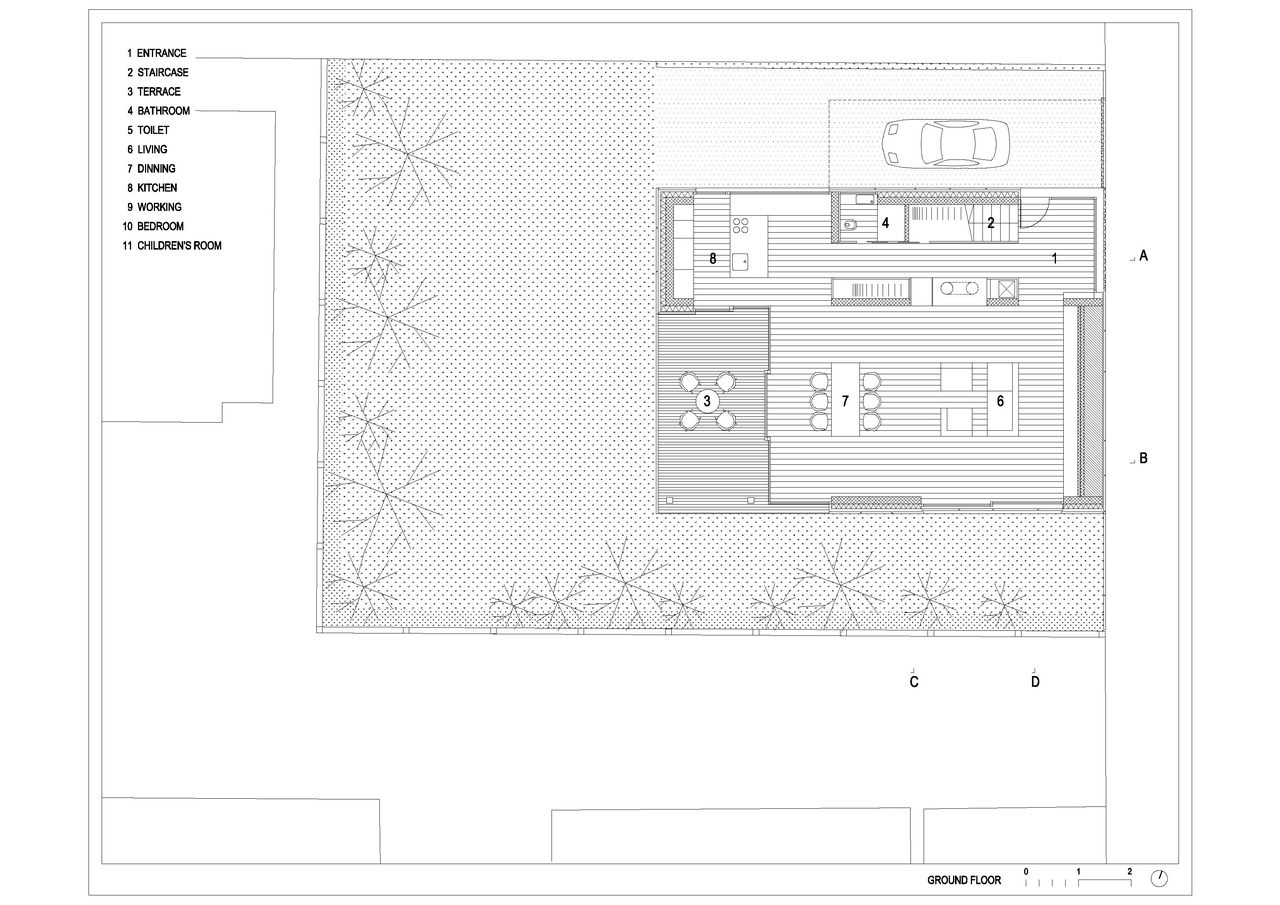 1 ENTRANCE
2 STAIRCASE
3 TERRACE
4 BATHROOM
5 TOILET
6 LIVING
7 DINNING
8 KITCHEN
9 WORKING
10 BEDROOM
11 CHILDREN'S ROOM
4
2
8
1
A
3
7
6
B
C
D
GROUND FLOOR
0 1 2